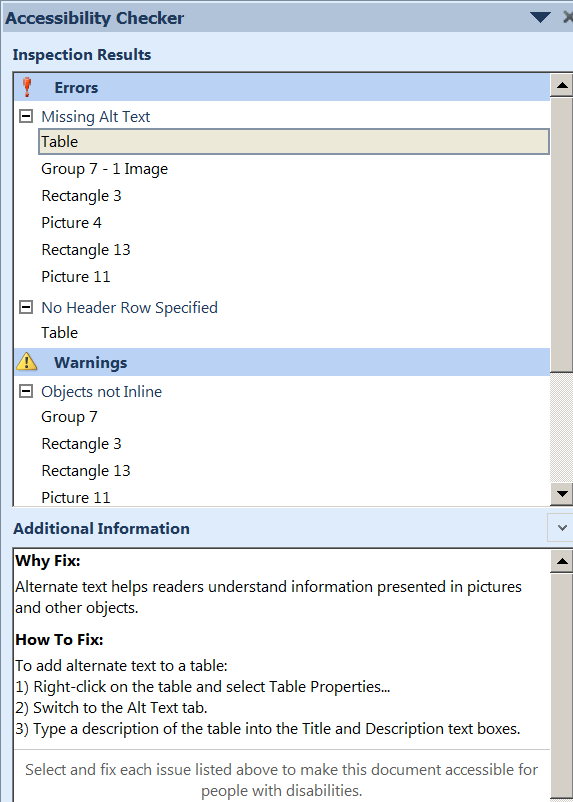 Accessibility Checker
Inspection Results
Errors
Missing Alt Text
Table
Group 7 - 1 Image
Rectangle 3
Picture 4
Rectangle 13
Picture 11
No Header Row Specified
Table
Warnings
Objects not Inline
Group 7
Rectangle 3
Rectangle 13
Picture 11
Additional Information
Why Fix:
Alternate text helps readers understand information presented in pictures
and other objects.
How To Fix:
To add alternate text to a table:
1) Right-click on the table and select Table Properties...
2) Switch to the Alt Text tab.
3) Type a description of the table into the Title and Description text boxes.
Select and fix each issue listed above to make this document accessible for
people with disabilities.